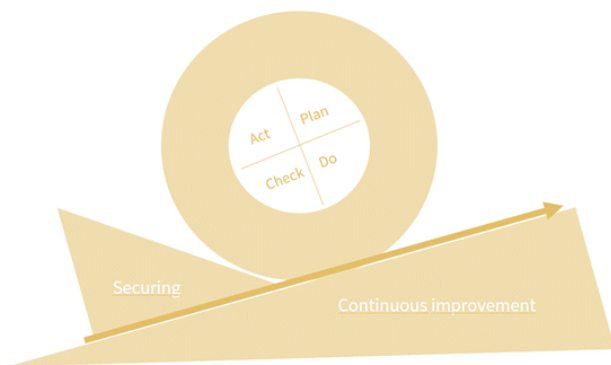 Act
Plan
Check
Do
Securing
Continuous improvement